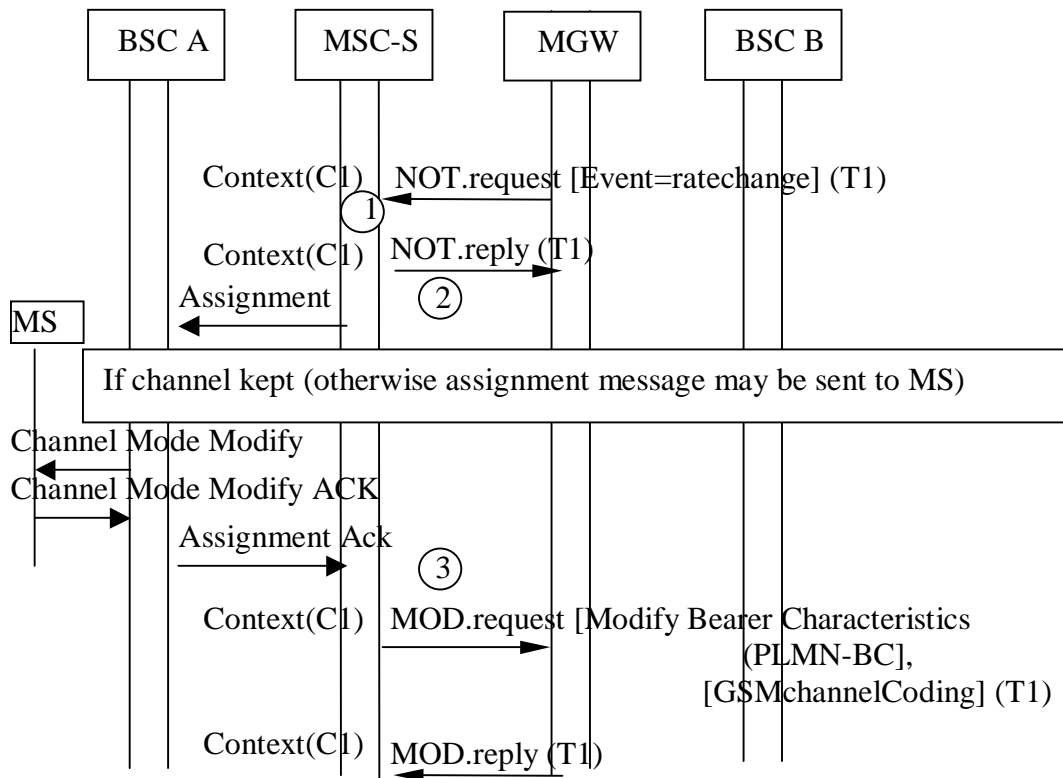 BSC A MSC-S MGW BSC B
Context(C1) NOT.request [Event=ratechange] (T1)
1
Context(C1) NOT.reply (T1)
2
Assignment
MS
If channel kept (otherwise assignment message may be sent to MS)
Channel Mode Modify
Channel Mode Modify ACK
Assignment Ack
3
Context(C1) MOD.request [Modify Bearer Characteristics
(PLMN-BC],
[GSMchannelCoding] (T1)
Context(C1) MOD.reply (T1)